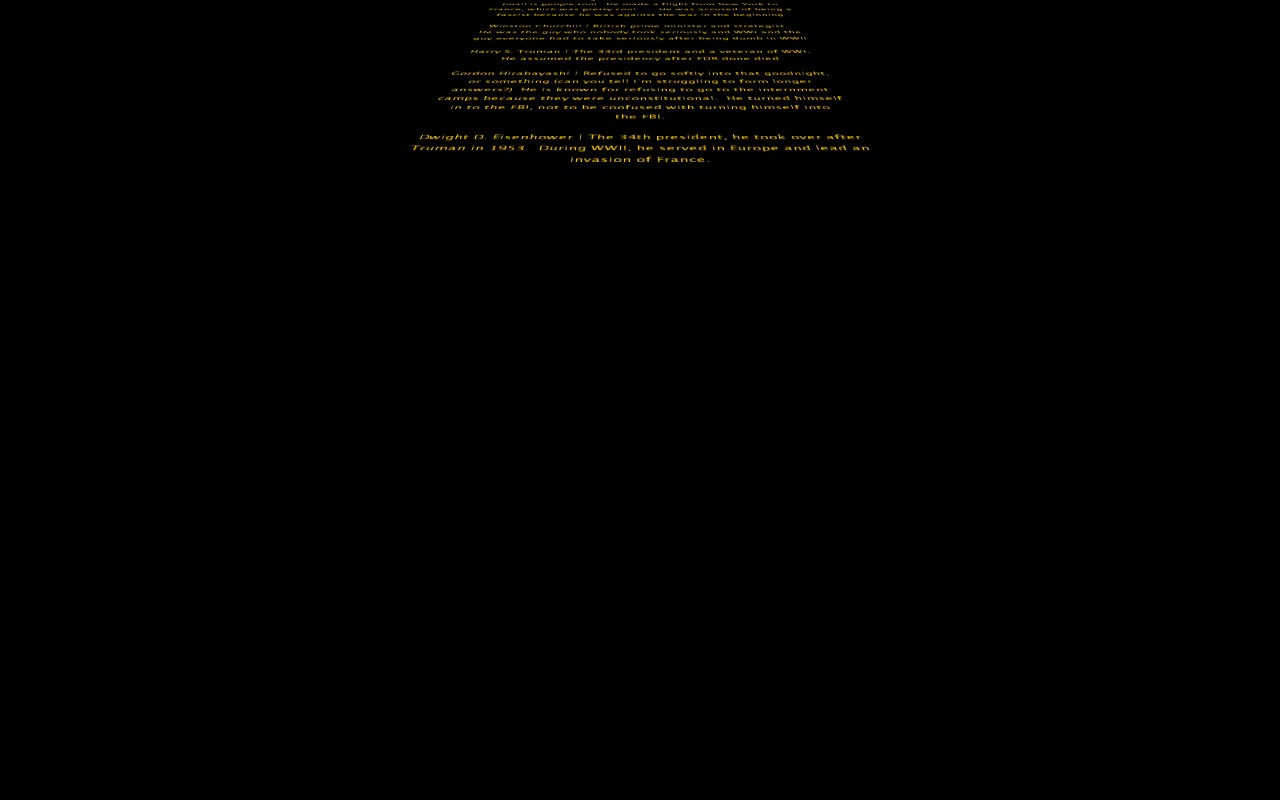 (mail is people too). He made a flight from New York to
France, which was pretty cool. He was accused of being a
fascist because he was against the war in the beginning
Winston Churchill | British prime minister and strategist
He was the guy who nobody took seriously and WWI and the
guy everyone had to take seriously after being dumb in WWII
Harry S. Truman | The 33rd president and a veteran of WWI.
He assumed the presidency after FDR done died
Gordon Hirabayashi | Refused to go softly into that goodnight,
or something (can you tell I'm struggling to form longer
answers?) He is known for refusing to go to the internment
camps because they were unconstitutional. He turned himself
in to the FBI, not to be confused with turning himself into
the FBI.
Dwight D. Eisenhower | The 34th president, he took over after
Truman in 1953. During WWII, he served in Europe and lead an
invasion of France.